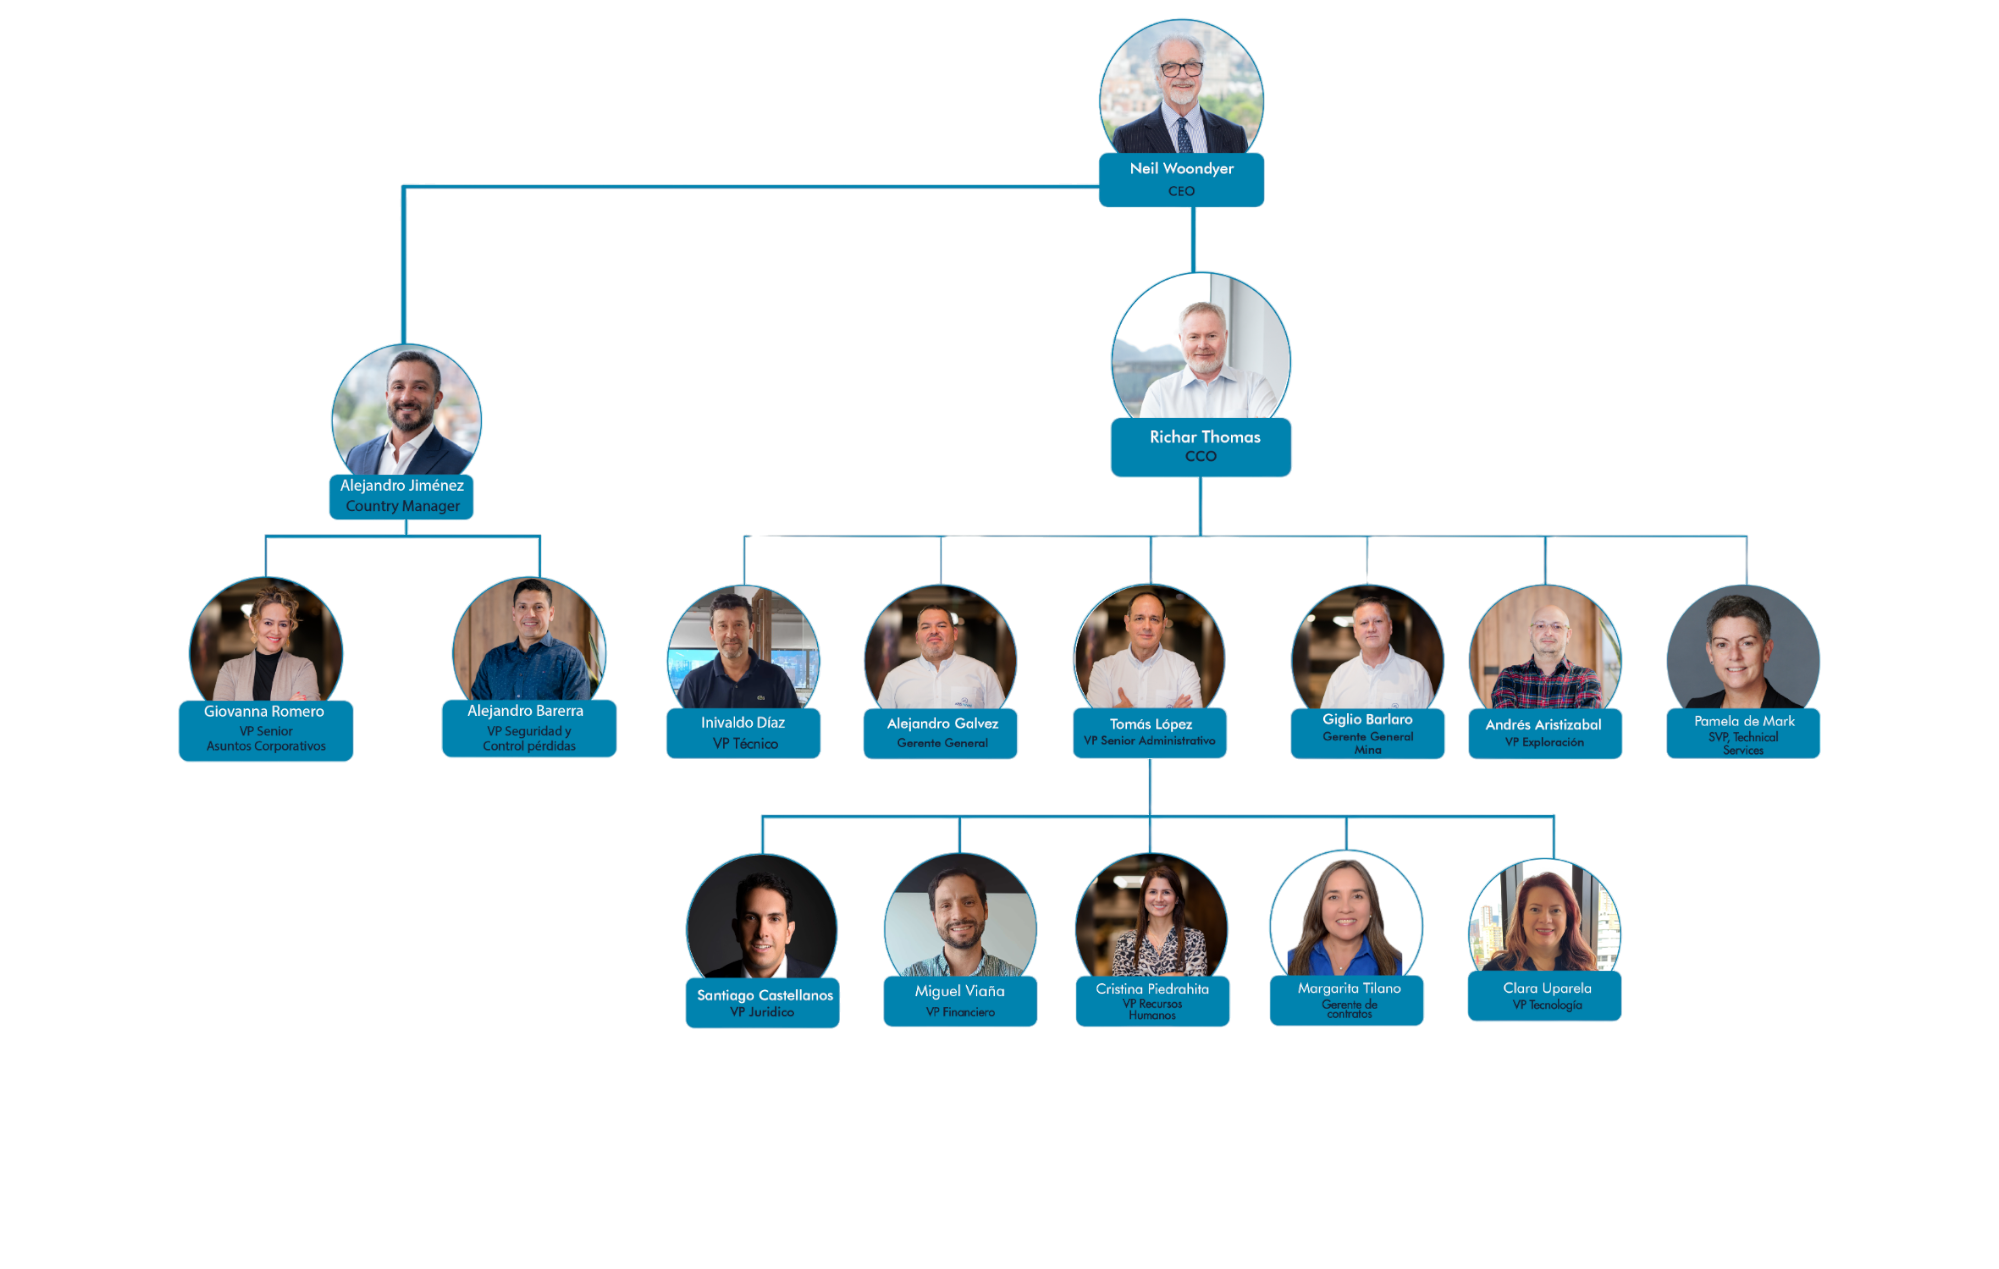 Neil Woondyer
CEO
Richar Thomas
CCO
Alejandro Jiménez
Country Manager
Giovanna Romero
VP Senior
Asuntos Corporativos
Alejandro Barerra
VP Seguridad y
Control pérdidas
Inivaldo Díaz
VP Técnico
Alejandro Galvez
Gerente General
Tomás López
VP Senior Administrativo
Giglio Barlaro
Gerente General
Mina
Andrés Aristizabal
VP Exploración
Pamela de Mark
SVP, Technical
Services
Santiago Castellanos
VP Juridico
Miguel Viaña
VP Financiero
Cristina Piedrahita
VP Recursos
Humanos
Margarita Tilano
Gerente de
contratos
Clara Uparela
VP Tecnología